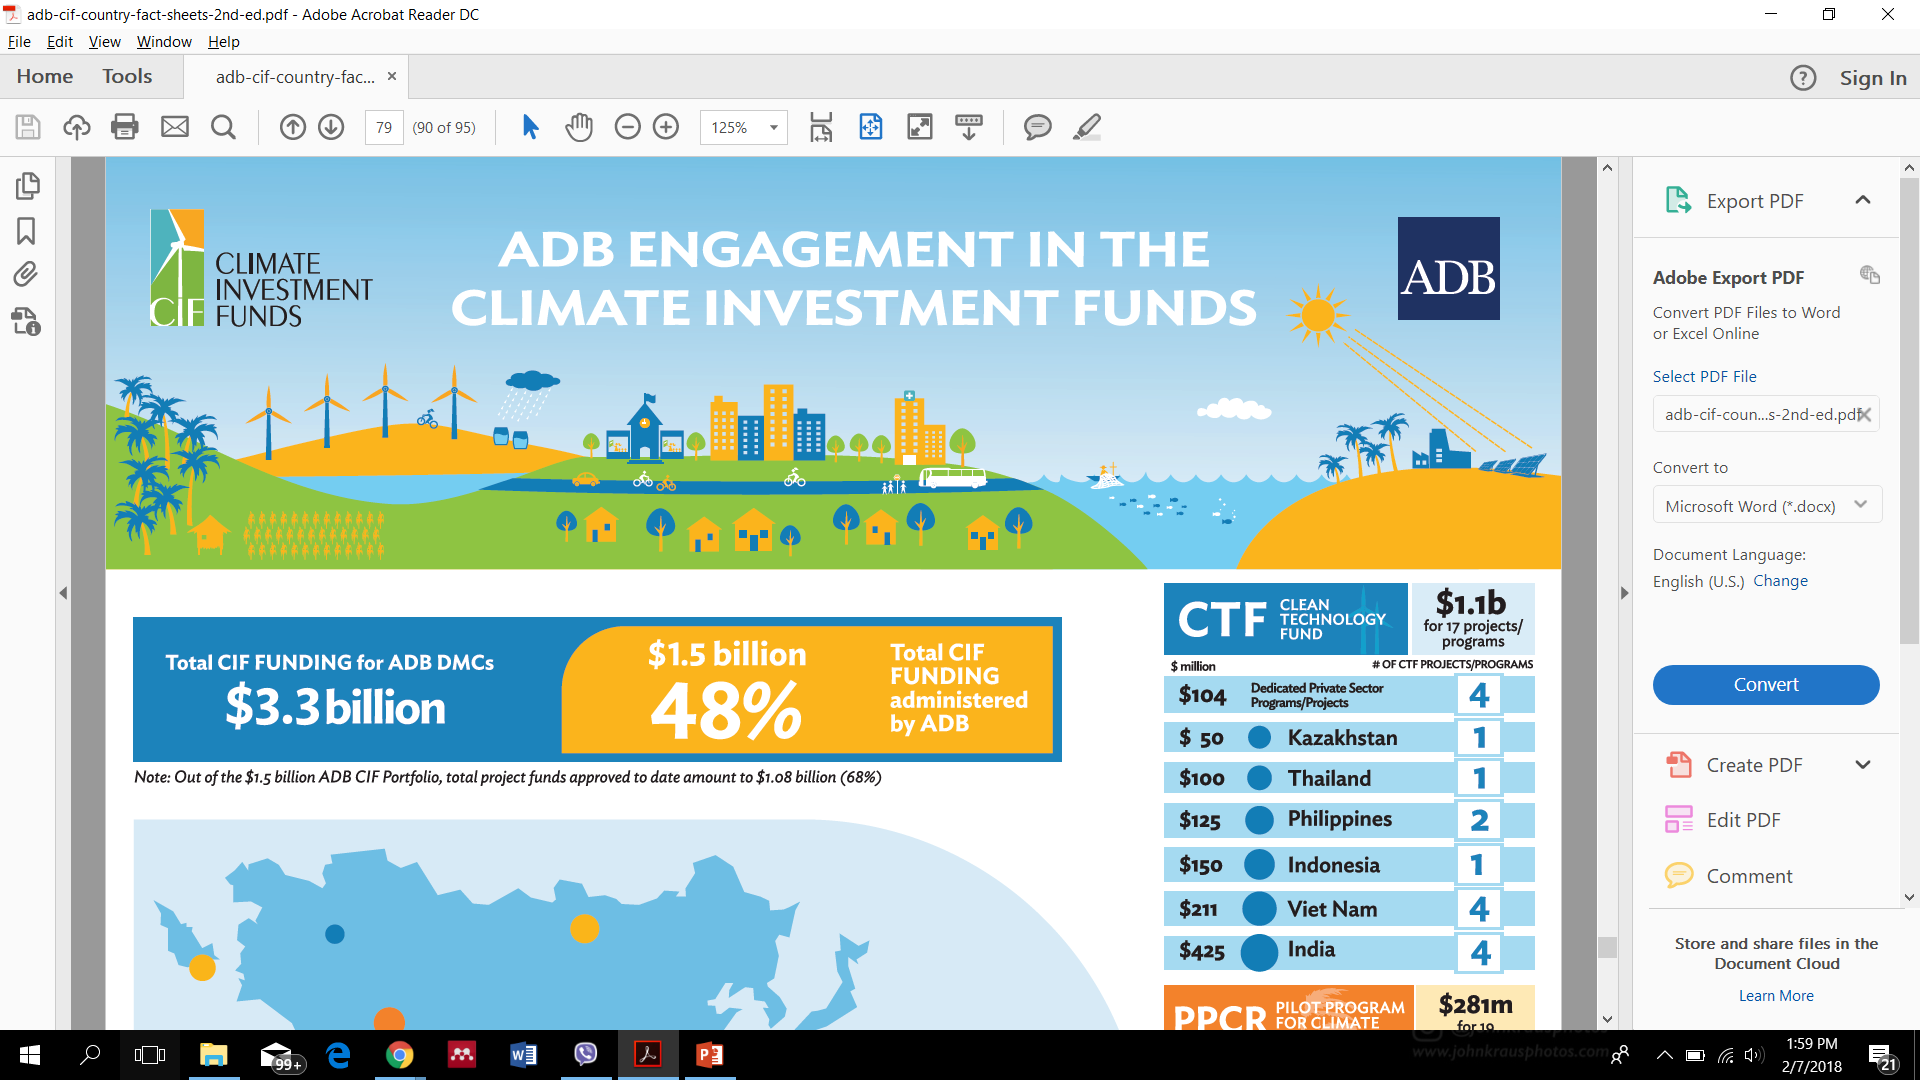 adb-cif-country-fact-sheets-2nd-ed.pdf - Adobe Acrobat Reader DC
File Edit View Window Help
Home Tools adb-cif-country-fac... × ? Sign In
79 (90 of 95) 125%
CIF
CLIMATE
INVESTMENT
FUNDS
ADB ENGAGEMENT IN THE
CLIMATE INVESTMENT FUNDS
ADB
Total CIF FUNDING for ADB DMCs
$3.3 billion
$1.5 billion
48%
Total CIF
FUNDING
administered
by ADB
Note: Out of the $1.5 billion ADB CIF Portfolio, total project funds approved to date amount to $1.08 billion (68%)
CTF CLEAN
TECHNOLOGY
FUND
$1.1b
for 17 projects/
programs
$ million # OF CTF PROJECTS/PROGRAMS
$104 Dedicated Private Sector
Programs/Projects 4
$ 50 Kazakhstan 1
$100 Thailand 1
$125 Philippines 2
$150 Indonesia 1
$211 Viet Nam 4
$425 India 4
PPCR PILOT PROGRAM
FOR CLIMATE
$281m
for 19
Export PDF
Adobe Export PDF
Convert PDF Files to Word
or Excel Online
Select PDF File
adb-cif-coun...s-2nd-ed.pdf
Convert to
Microsoft Word (*.docx)
Document Language:
English (U.S.) Change
Convert
Create PDF
Edit PDF
Comment
Store and share files in the
Document Cloud
Learn More
99+
www.johnkrausphotos.com
1:59 PM
2/7/2018
21